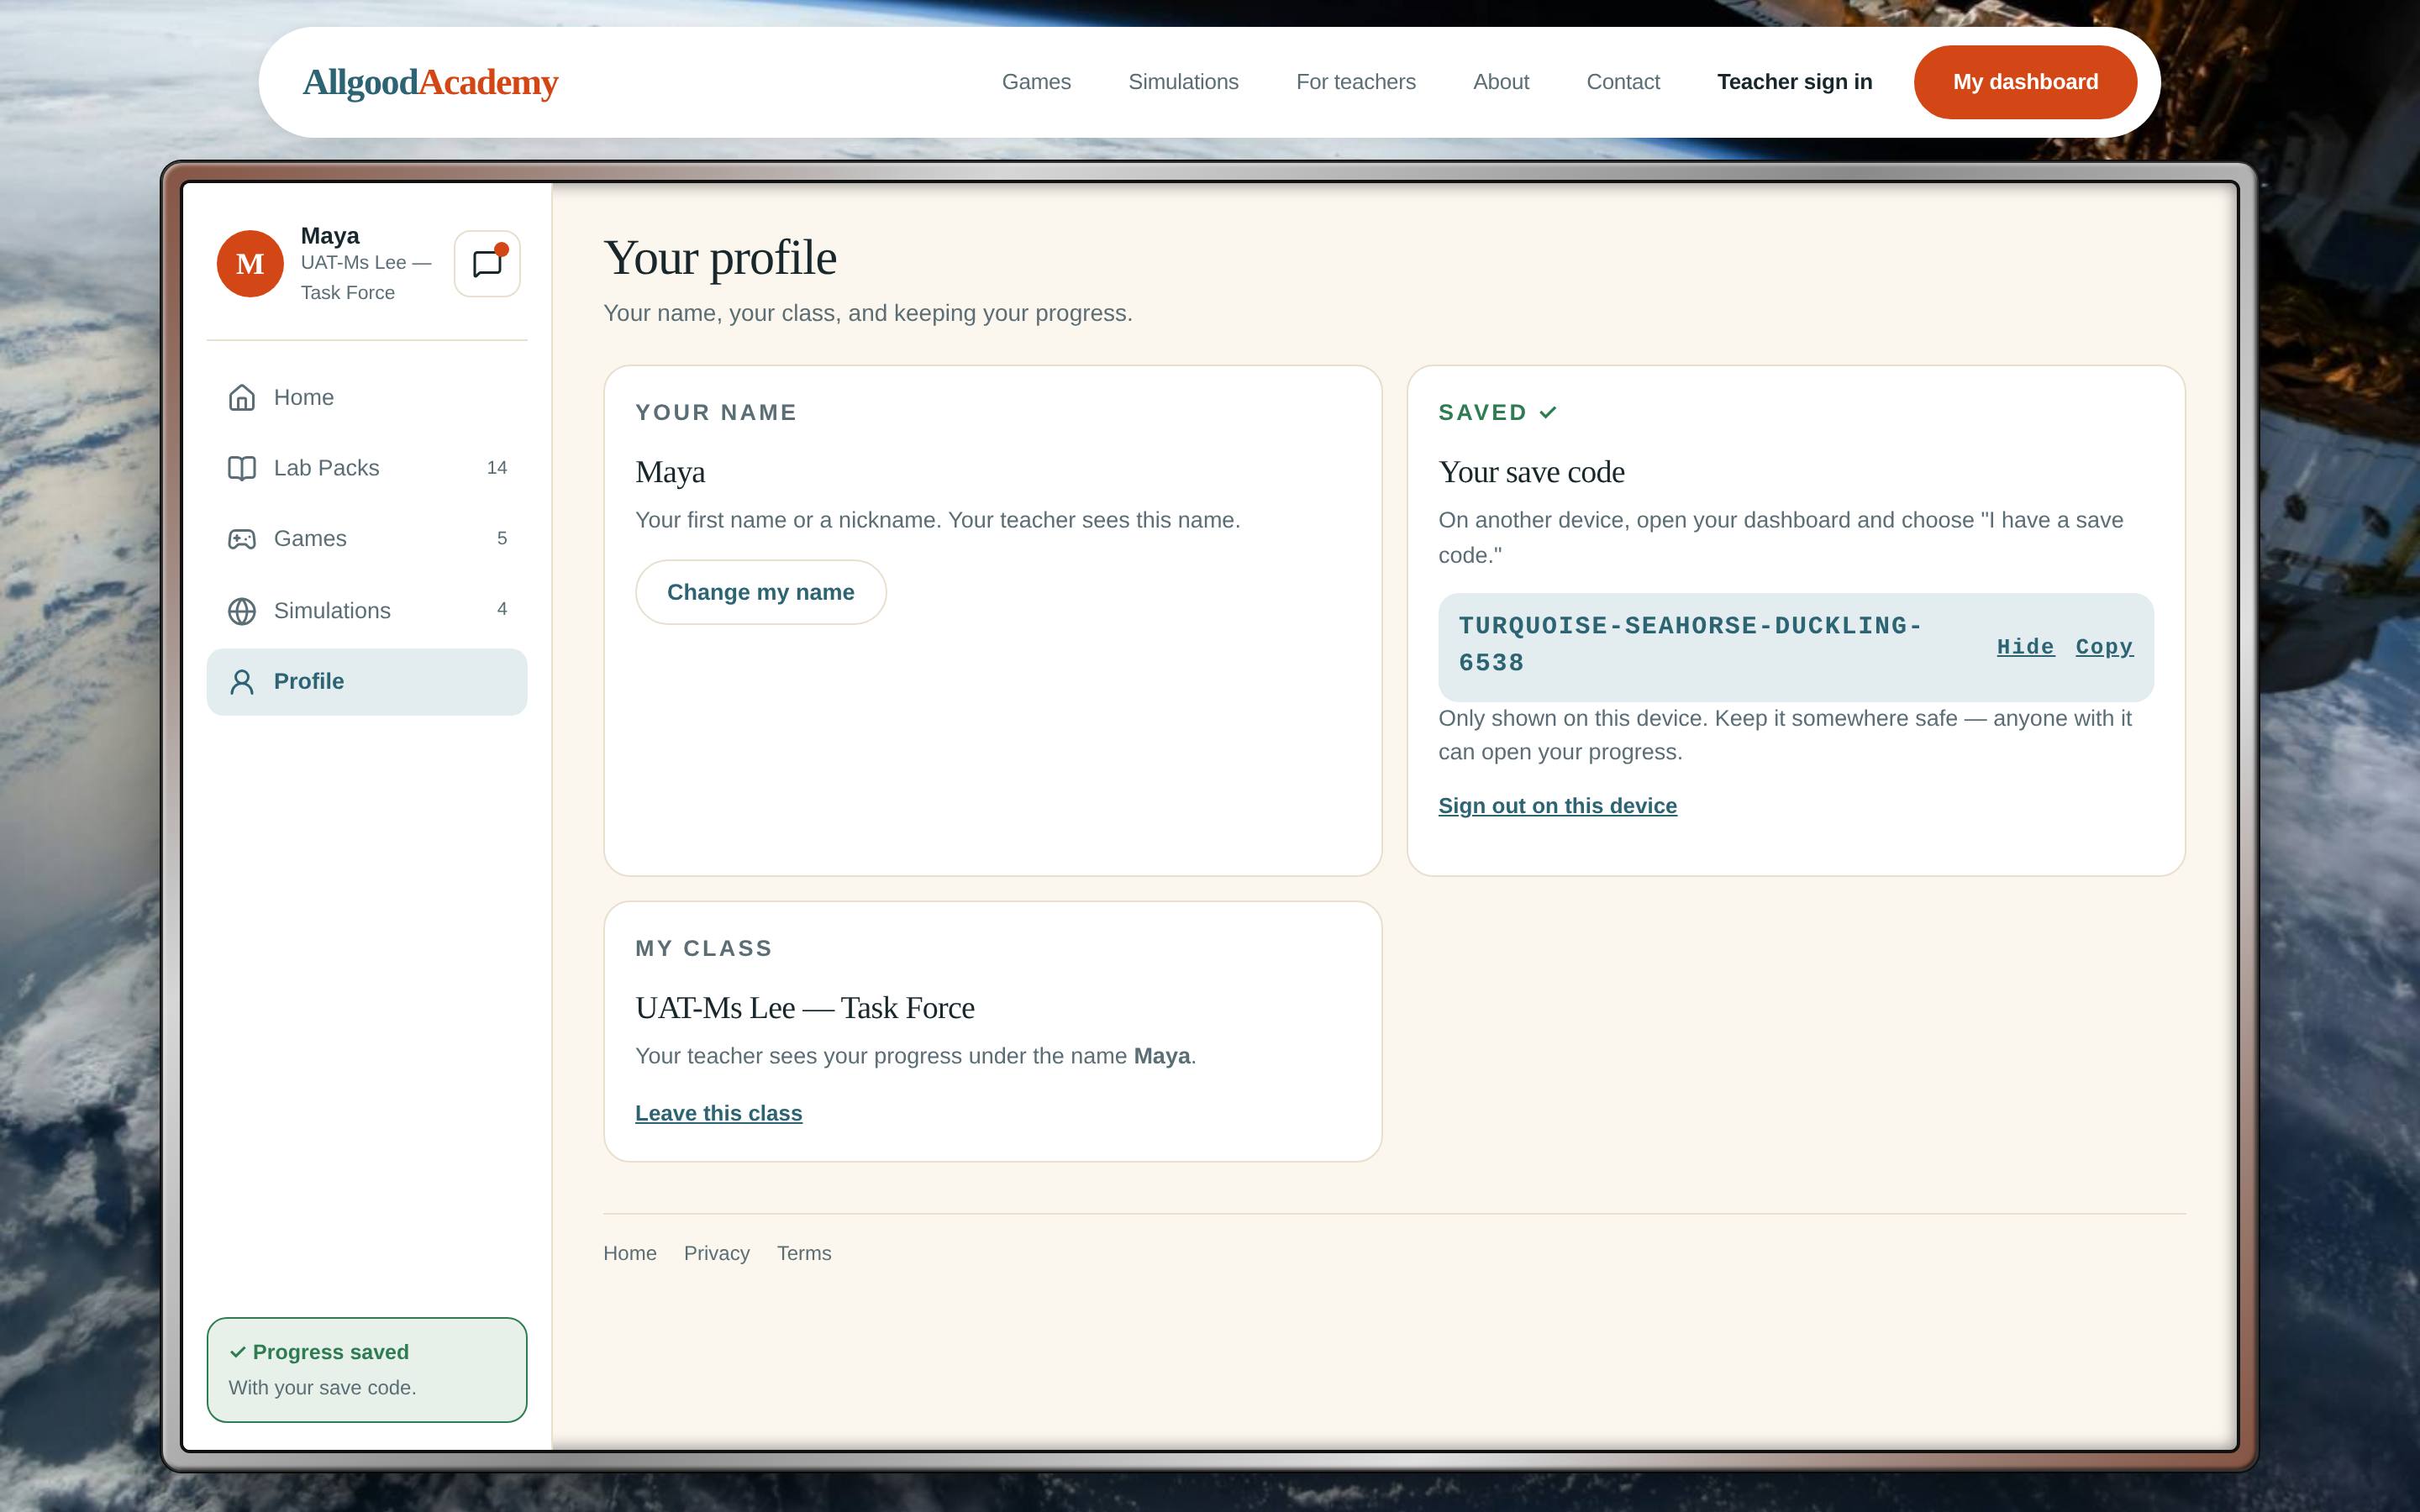 AllgoodAcademy
Games
Simulations
For teachers
About
Contact
Teacher sign in
My dashboard
M
Maya
UAT-Ms Lee —
Task Force
Home
Lab Packs 14
Games 5
Simulations 4
Profile
✓ Progress saved
With your save code.
Your profile
Your name, your class, and keeping your progress.
YOUR NAME
Maya
Your first name or a nickname. Your teacher sees this name.
Change my name
SAVED ✓
Your save code
On another device, open your dashboard and choose "I have a save
code."
TURQUOISE-SEAHORSE-DUCKLING-
6538
Hide Copy
Only shown on this device. Keep it somewhere safe — anyone with it
can open your progress.
Sign out on this device
MY CLASS
UAT-Ms Lee — Task Force
Your teacher sees your progress under the name Maya.
Leave this class
Home Privacy Terms